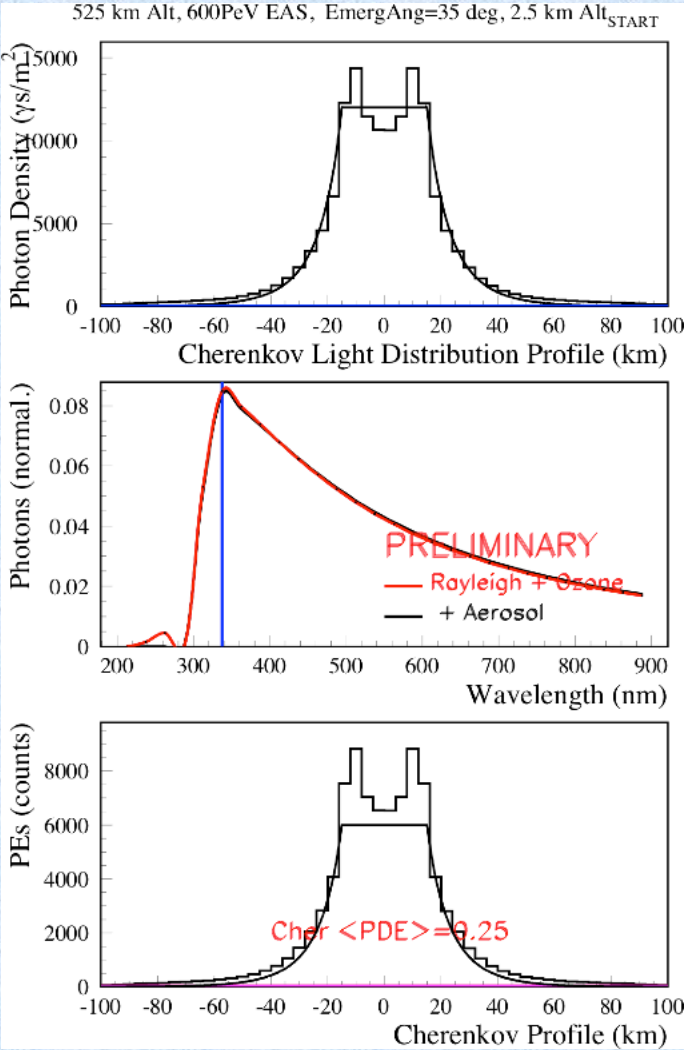 525 km Alt, 600PeV EAS, EmergAng=35 deg, 2.5 km Alt_START
Photon Density (γs/m²)
15000
10000
5000
0
-100 -80 -60 -40 -20 0 20 40 60 80 100
Cherenkov Light Distribution Profile (km)
Photons (normal.)
0.08
0.06
0.04
0.02
0
PRELIMINARY
Rayleigh + Ozone
+ Aerosol
200 300 400 500 600 700 800 900
Wavelength (nm)
PEs (counts)
8000
6000
4000
2000
0
Cher <PDE>=0.25
-100 -80 -60 -40 -20 0 20 40 60 80 100
Cherenkov Profile (km)